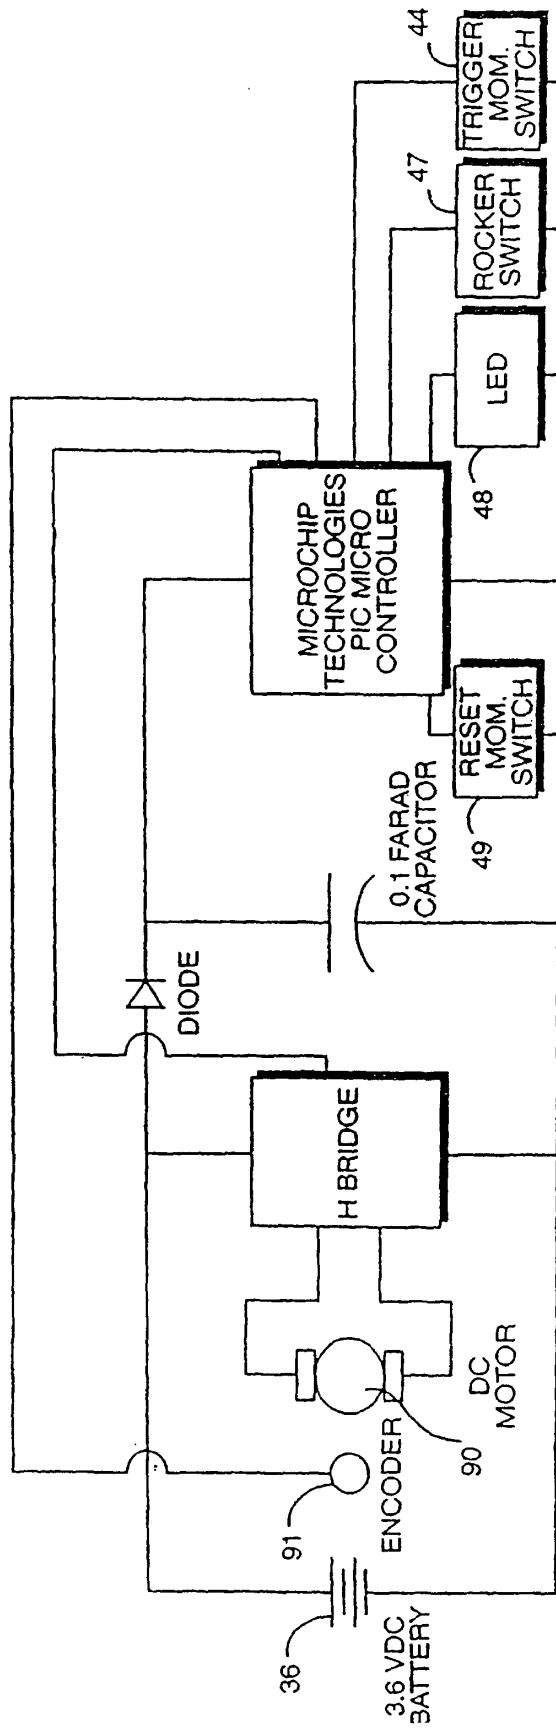 36
3.6 VDC
BATTERY
91
ENCODER
90
DC
MOTOR
H BRIDGE
DIODE
0.1 FARAD
CAPACITOR
MICROCHIP
TECHNOLOGIES
PIC MICRO
CONTROLLER
49
RESET
MOM.
SWITCH
48
LED
47
ROCKER
SWITCH
44
TRIGGER
MOM.
SWITCH